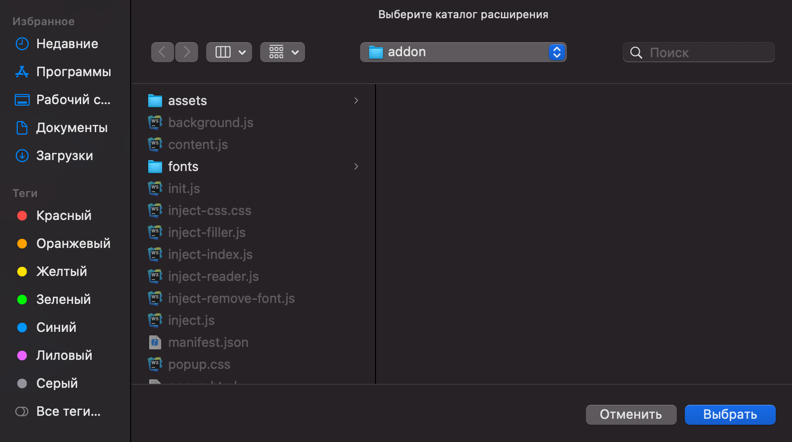 Выберите каталог расширения
Избранное
Недавние
Программы
Рабочий с...
Документы
Загрузки
Теги
Красный
Оранжевый
Желтый
Зеленый
Синий
Лиловый
Серый
Все теги...
addon
Поиск
assets
background.js
content.js
fonts
init.js
inject-css.css
inject-filler.js
inject-index.js
inject-reader.js
inject-remove-font.js
inject.js
manifest.json
popup.css
Отменить
Выбрать